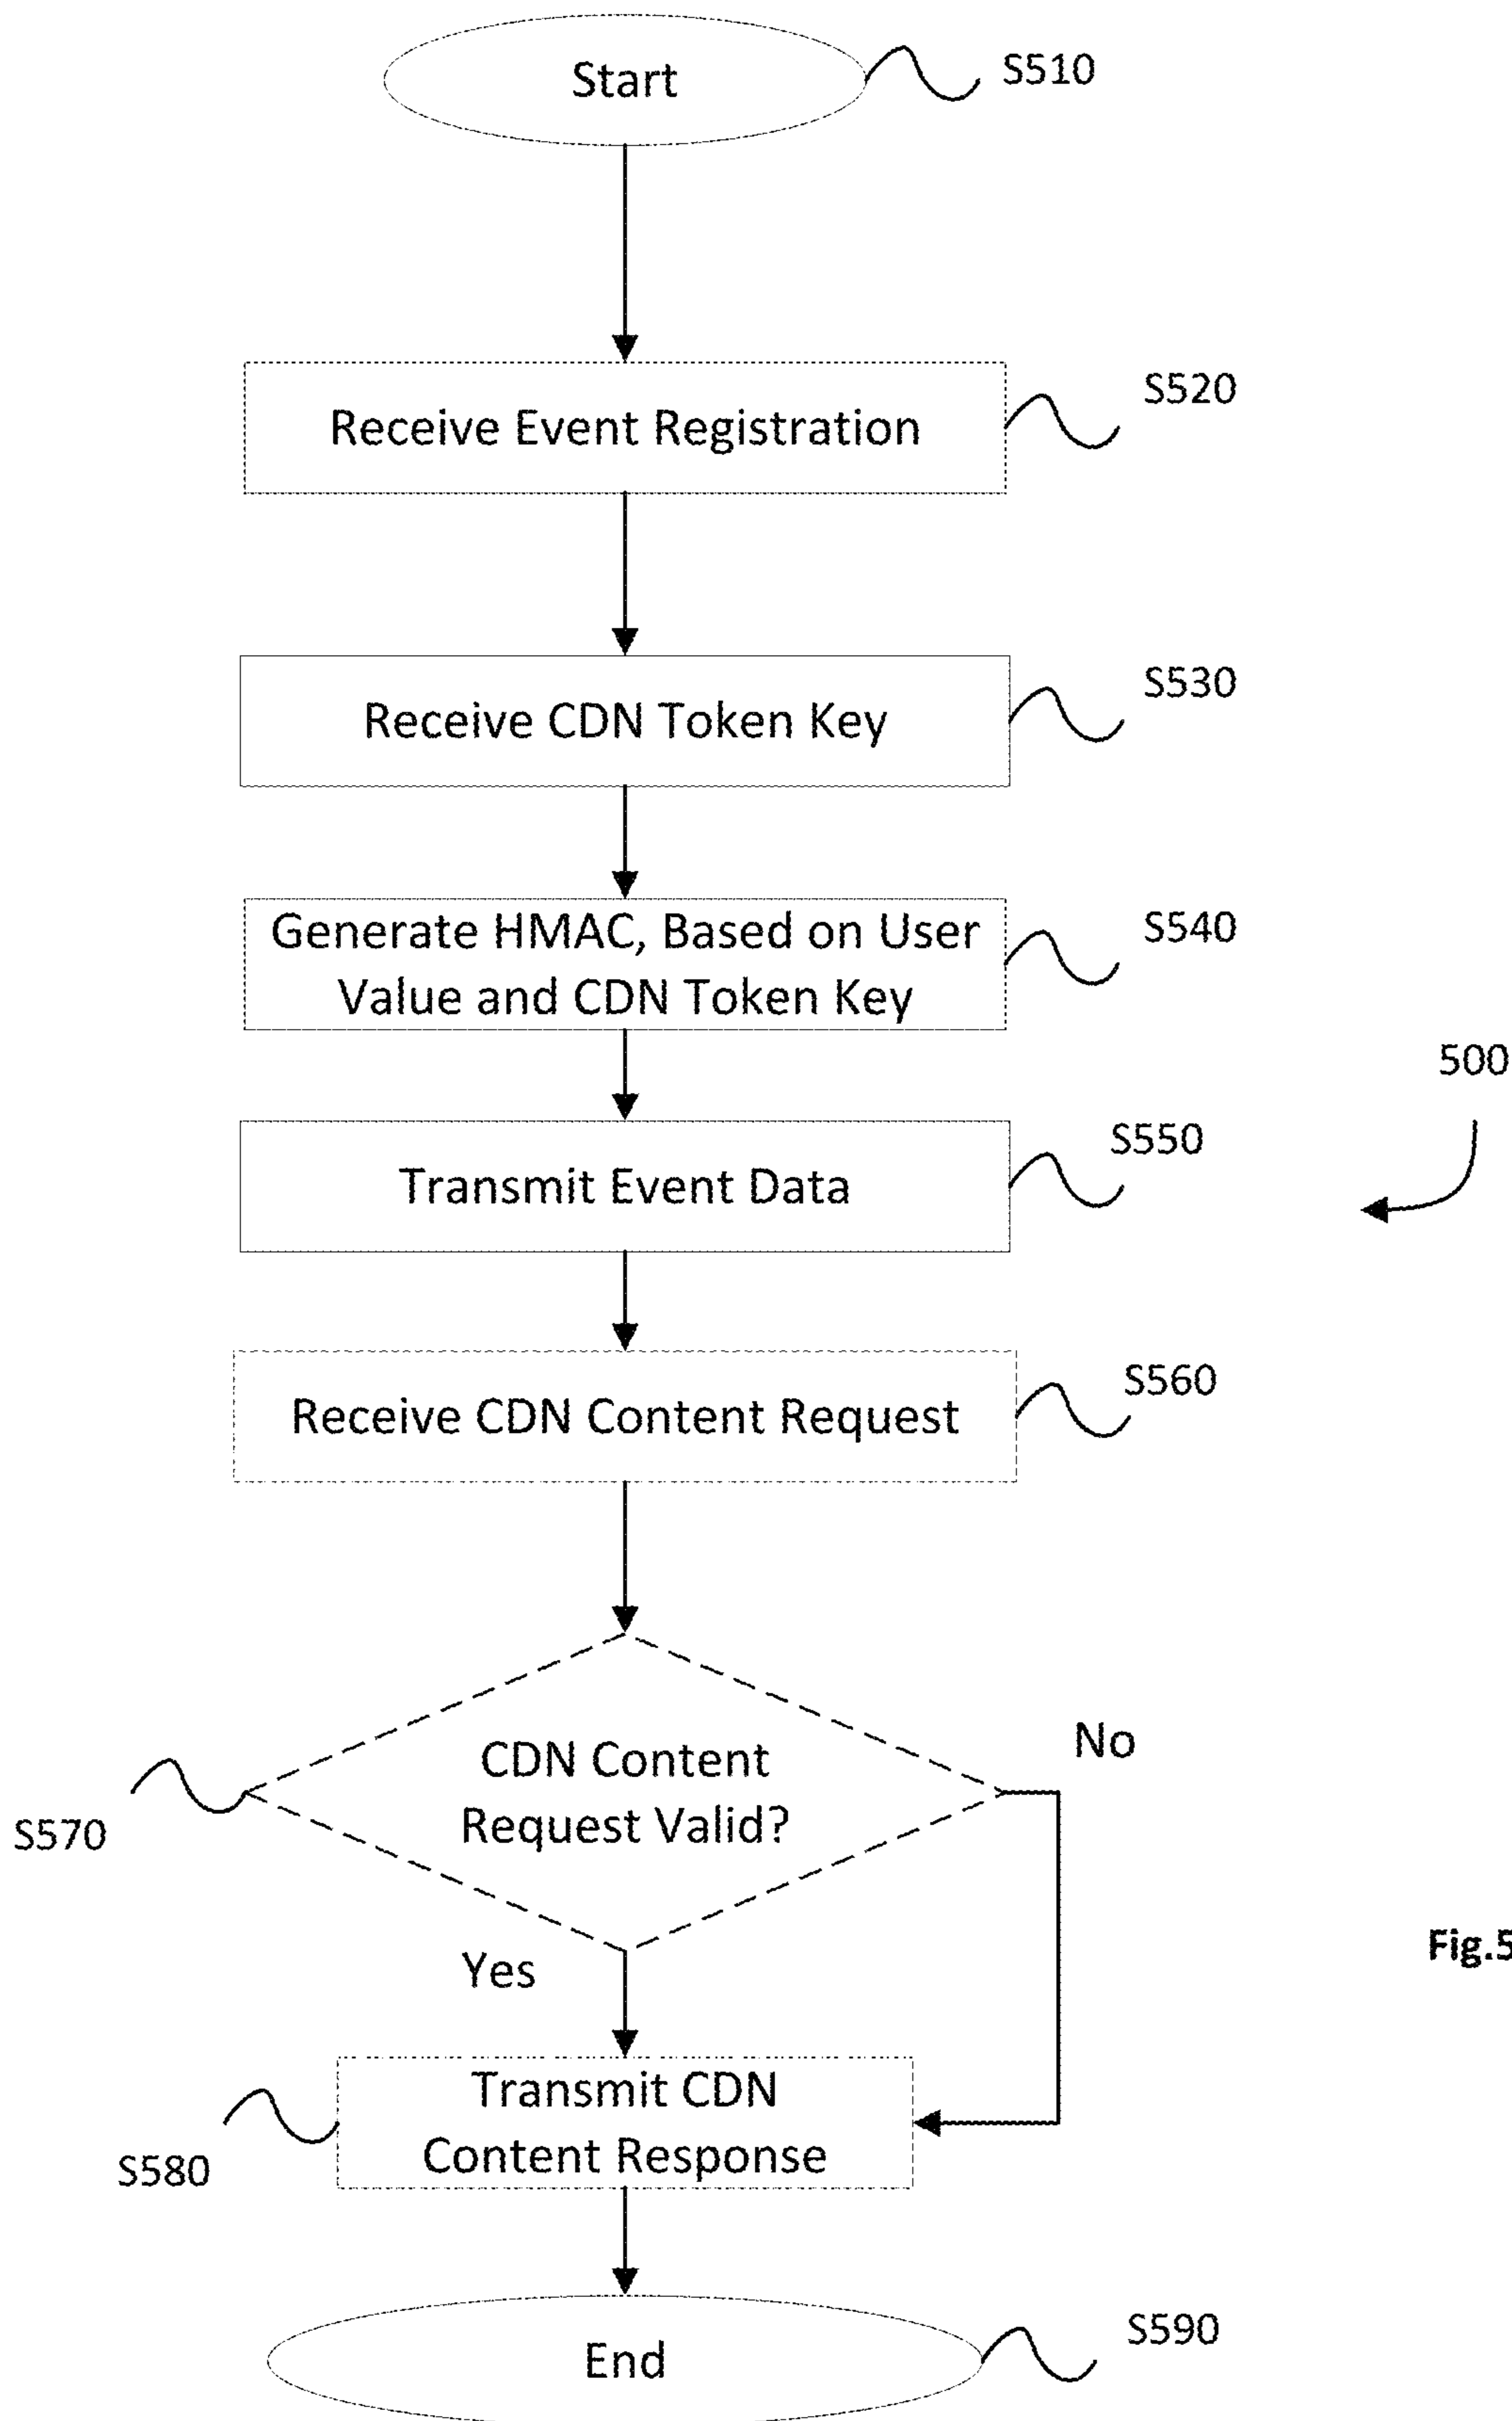 Start
S510
Receive Event Registration
S520
Receive CDN Token Key
S530
Generate HMAC, Based on User
Value and CDN Token Key
S540
500
Transmit Event Data
S550
Receive CDN Content Request
S560
CDN Content
Request Valid?
No
S570
Yes
Fig.5
Transmit CDN
Content Response
S580
End
S590